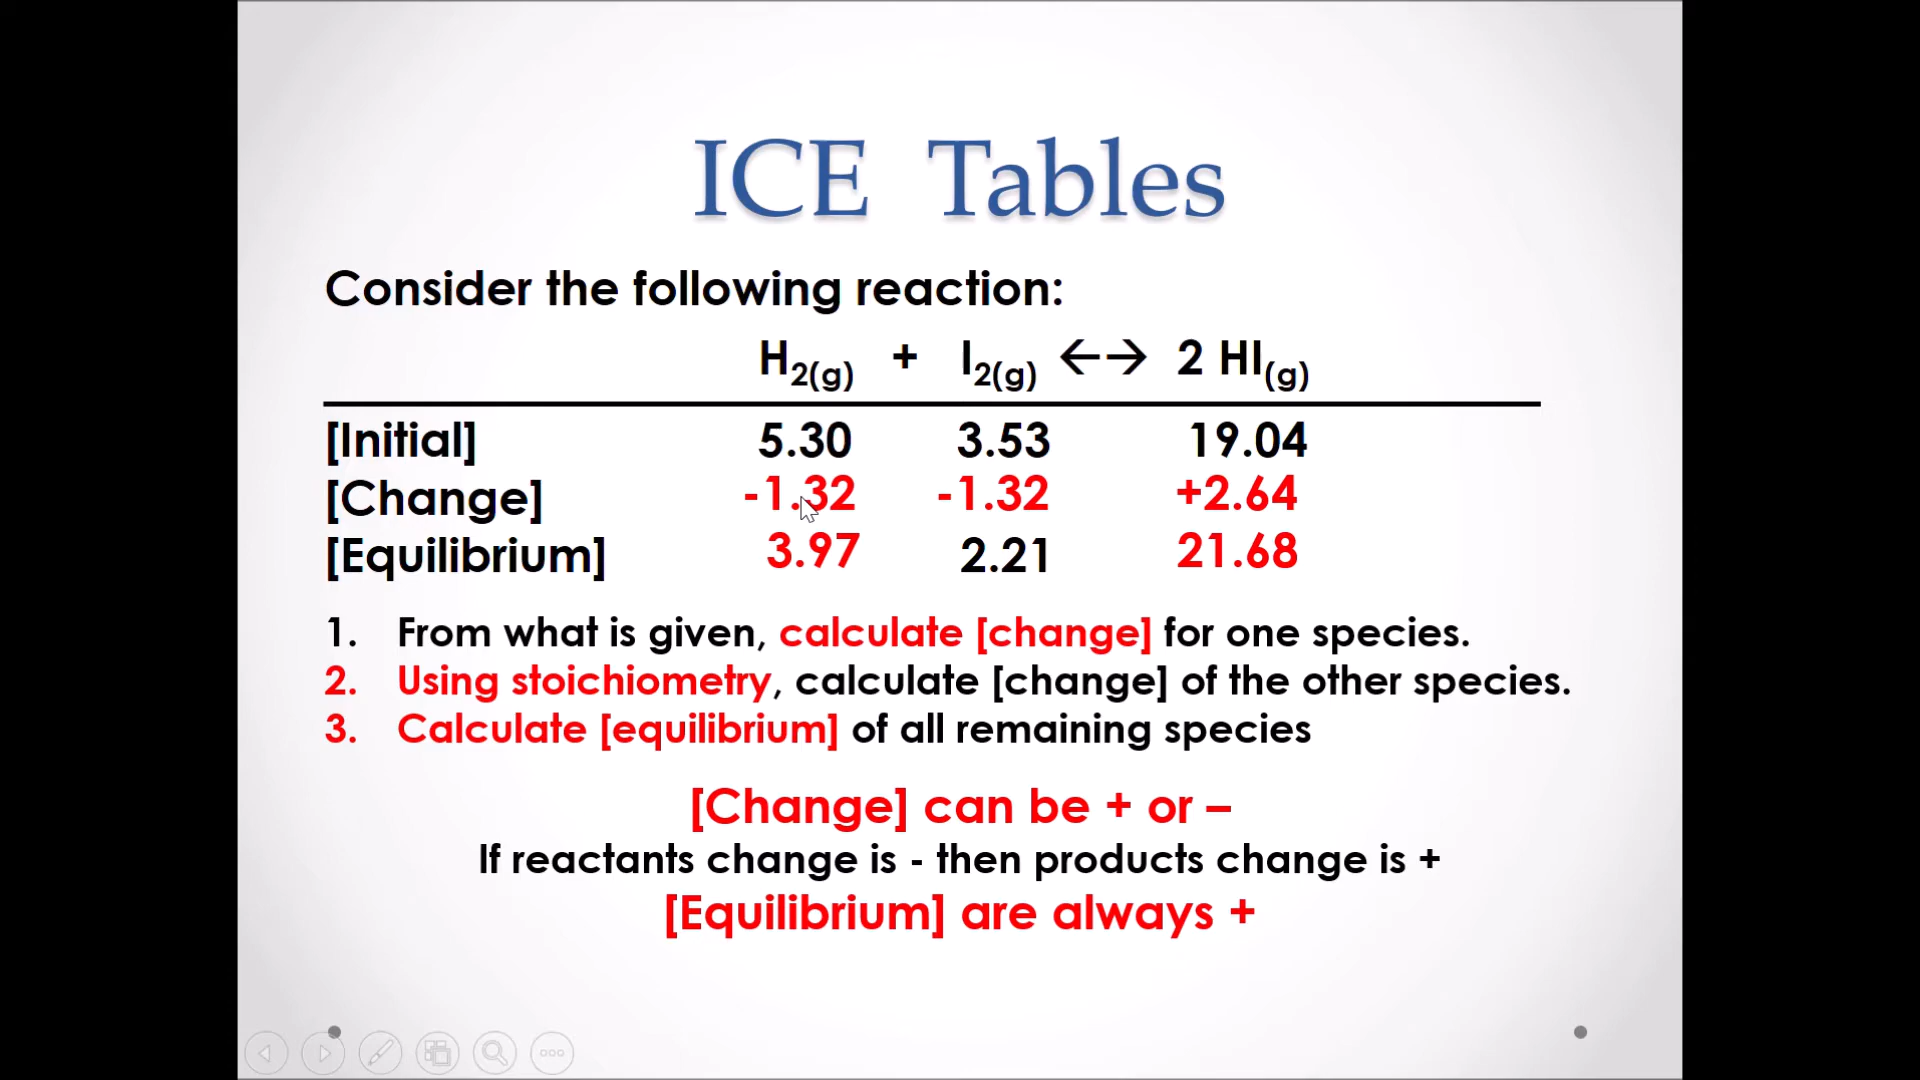 ICE Tables
Consider the following reaction:
H2(g) + I2(g) ←→ 2 HI(g)
[Initial] 5.30 3.53 19.04
[Change] -1.32 -1.32 +2.64
[Equilibrium] 3.97 2.21 21.68
1. From what is given, calculate [change] for one species.
2. Using stoichiometry, calculate [change] of the other species.
3. Calculate [equilibrium] of all remaining species
[Change] can be + or –
If reactants change is - then products change is +
[Equilibrium] are always +